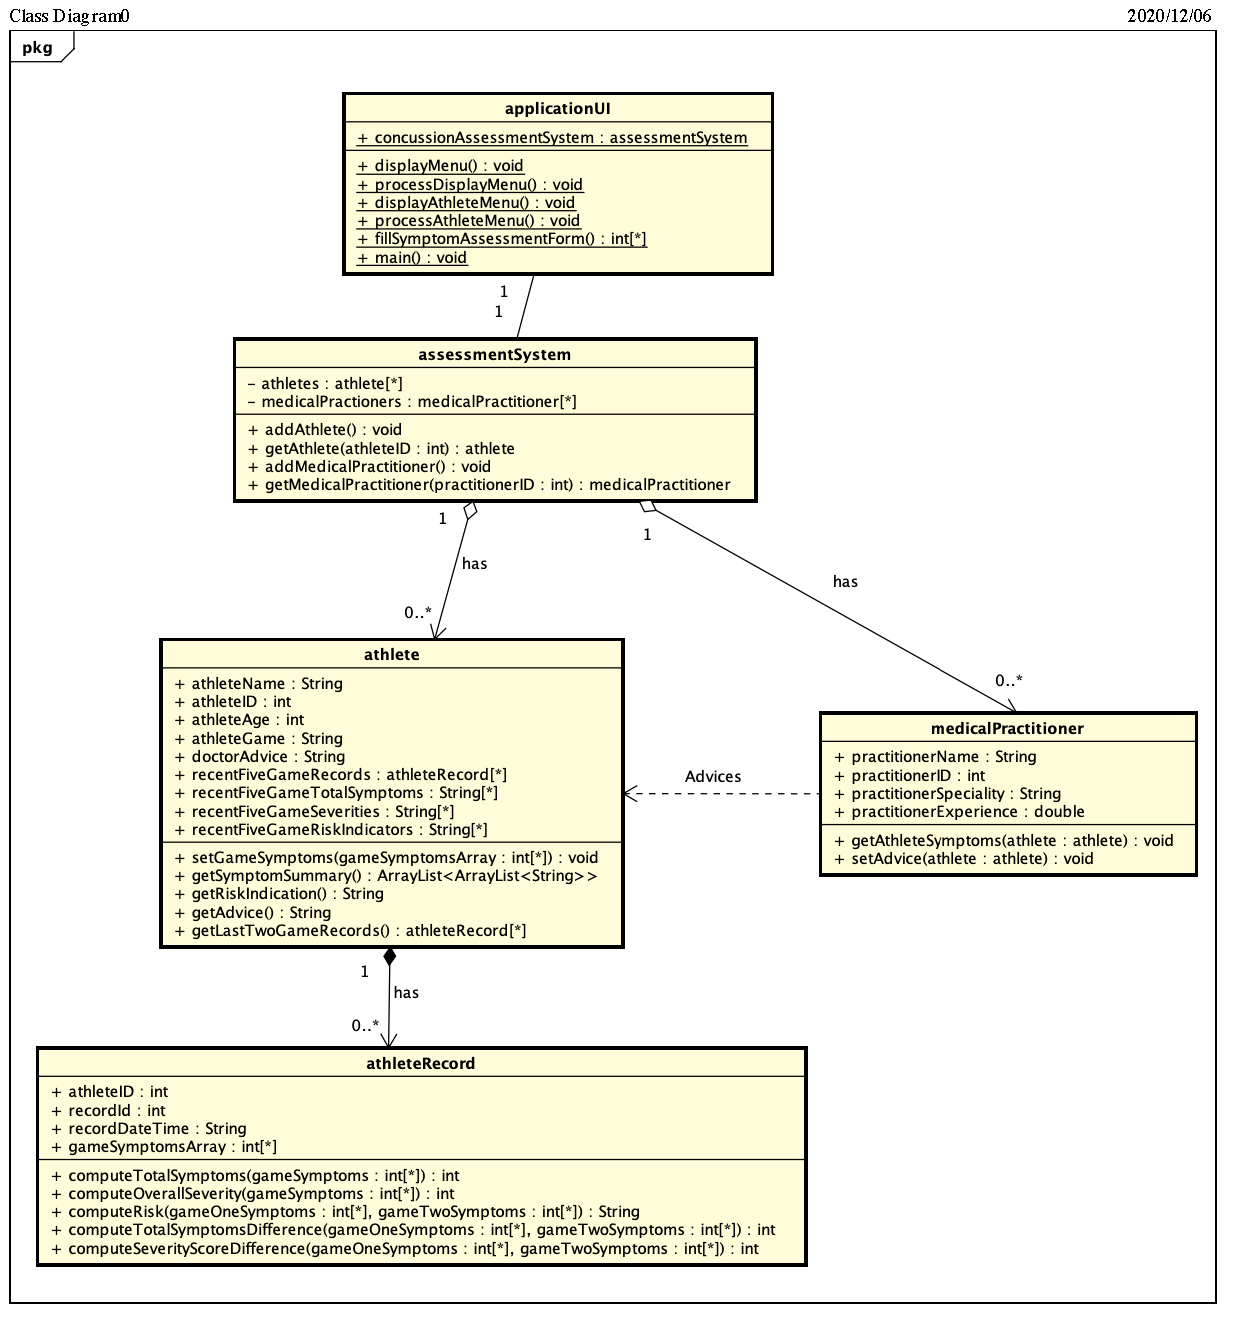 Class Diagram0
2020/12/06
pkg
applicationUI
+ concussionAssessmentSystem : assessmentSystem
+ displayMenu() : void
+ processDisplayMenu() : void
+ displayAthleteMenu() : void
+ processAthleteMenu() : void
+ fillSymptomAssessmentForm() : int[*]
+ main() : void
1
1
assessmentSystem
- athletes : athlete[*]
- medicalPractioners : medicalPractitioner[*]
+ addAthlete() : void
+ getAthlete(athleteID : int) : athlete
+ addMedicalPractitioner() : void
+ getMedicalPractitioner(practitionerID : int) : medicalPractitioner
1
1
has
has
0..*
0..*
athlete
+ athleteName : String
+ athleteID : int
+ athleteAge : int
+ athleteGame : String
+ doctorAdvice : String
+ recentFiveGameRecords : athleteRecord[*]
+ recentFiveGameTotalSymptoms : String[*]
+ recentFiveGameSeverities : String[*]
+ recentFiveGameRiskIndicators : String[*]
+ setGameSymptoms(gameSymptomsArray : int[*]) : void
+ getSymptomSummary() : ArrayList<ArrayList<String>>
+ getRiskIndication() : String
+ getAdvice() : String
+ getLastTwoGameRecords() : athleteRecord[*]
Advices
medicalPractitioner
+ practitionerName : String
+ practitionerID : int
+ practitionerSpeciality : String
+ practitionerExperience : double
+ getAthleteSymptoms(athlete : athlete) : void
+ setAdvice(athlete : athlete) : void
1
has
0..*
athleteRecord
+ athleteID : int
+ recordId : int
+ recordDateTime : String
+ gameSymptomsArray : int[*]
+ computeTotalSymptoms(gameSymptoms : int[*]) : int
+ computeOverallSeverity(gameSymptoms : int[*]) : int
+ computeRisk(gameOneSymptoms : int[*], gameTwoSymptoms : int[*]) : String
+ computeTotalSymptomsDifference(gameOneSymptoms : int[*], gameTwoSymptoms : int[*]) : int
+ computeSeverityScoreDifference(gameOneSymptoms : int[*], gameTwoSymptoms : int[*]) : int